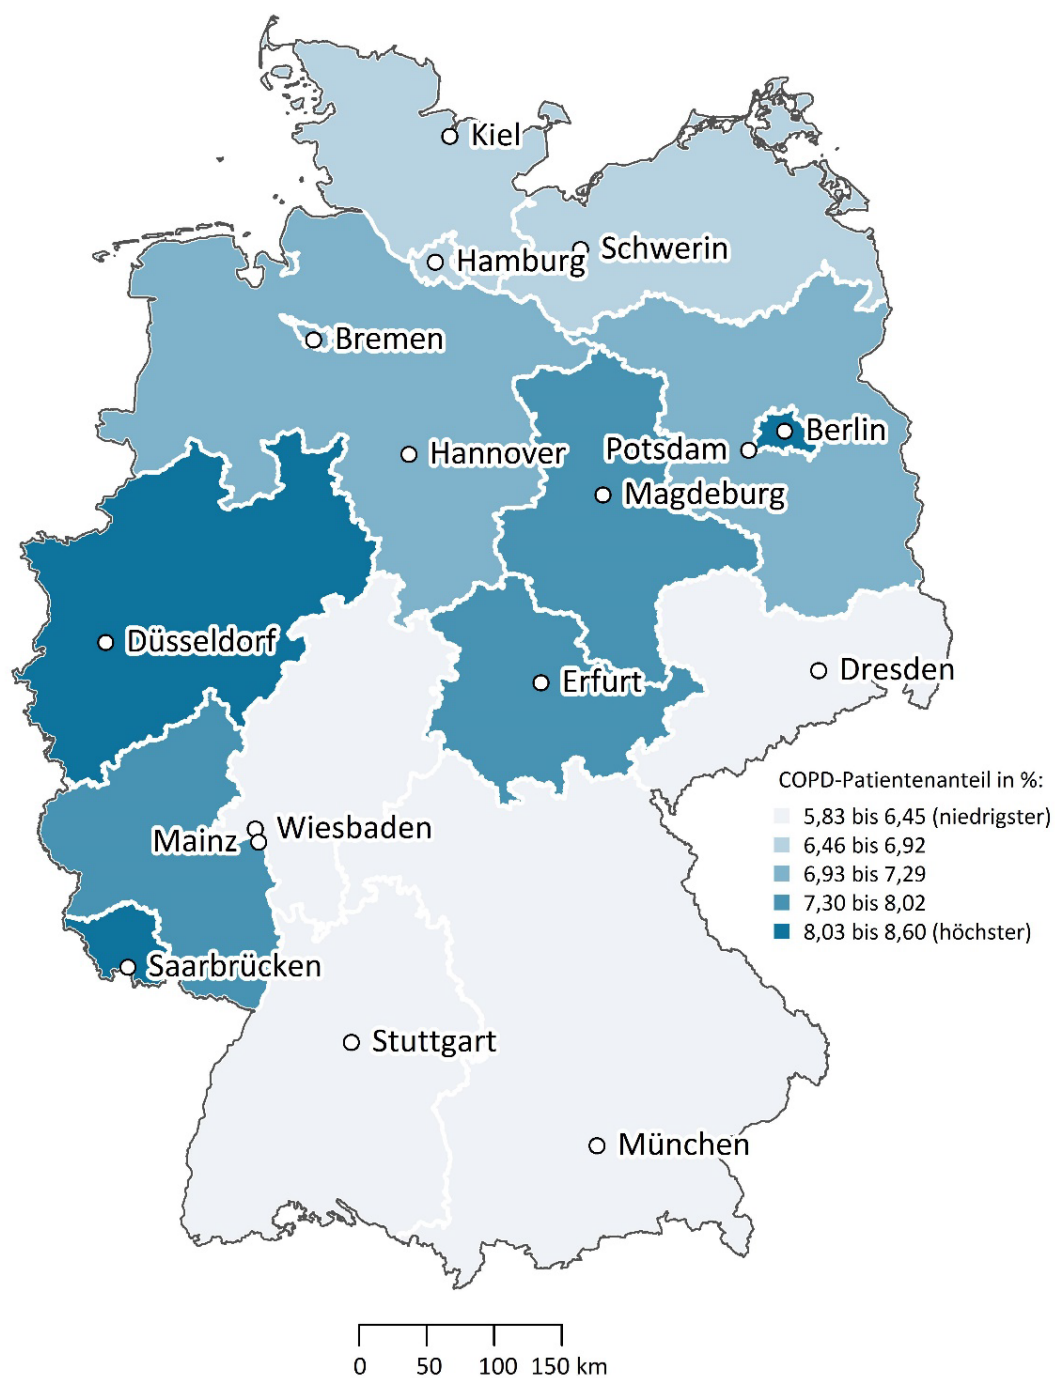 Kiel
Schwerin
Hamburg
Bremen
Berlin
Potsdam
Hannover
Magdeburg
Düsseldorf
Erfurt
Dresden
COPD-Patientenanteil in %:
5,83 bis 6,45 (niedrigster)
6,46 bis 6,92
6,93 bis 7,29
7,30 bis 8,02
8,03 bis 8,60 (höchster)
Wiesbaden
Mainz
Saarbrücken
Stuttgart
München
0 50 100 150 km